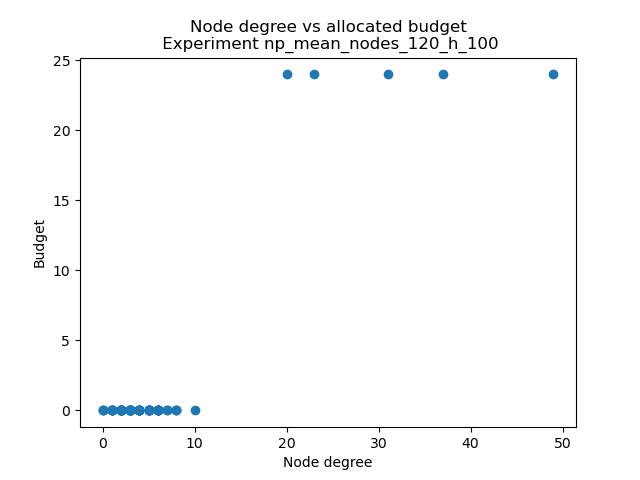 Node degree vs allocated budget
Experiment np_mean_nodes_120_h_100
25
20
15
10
5
0
Budget
0 10 20 30 40 50
Node degree